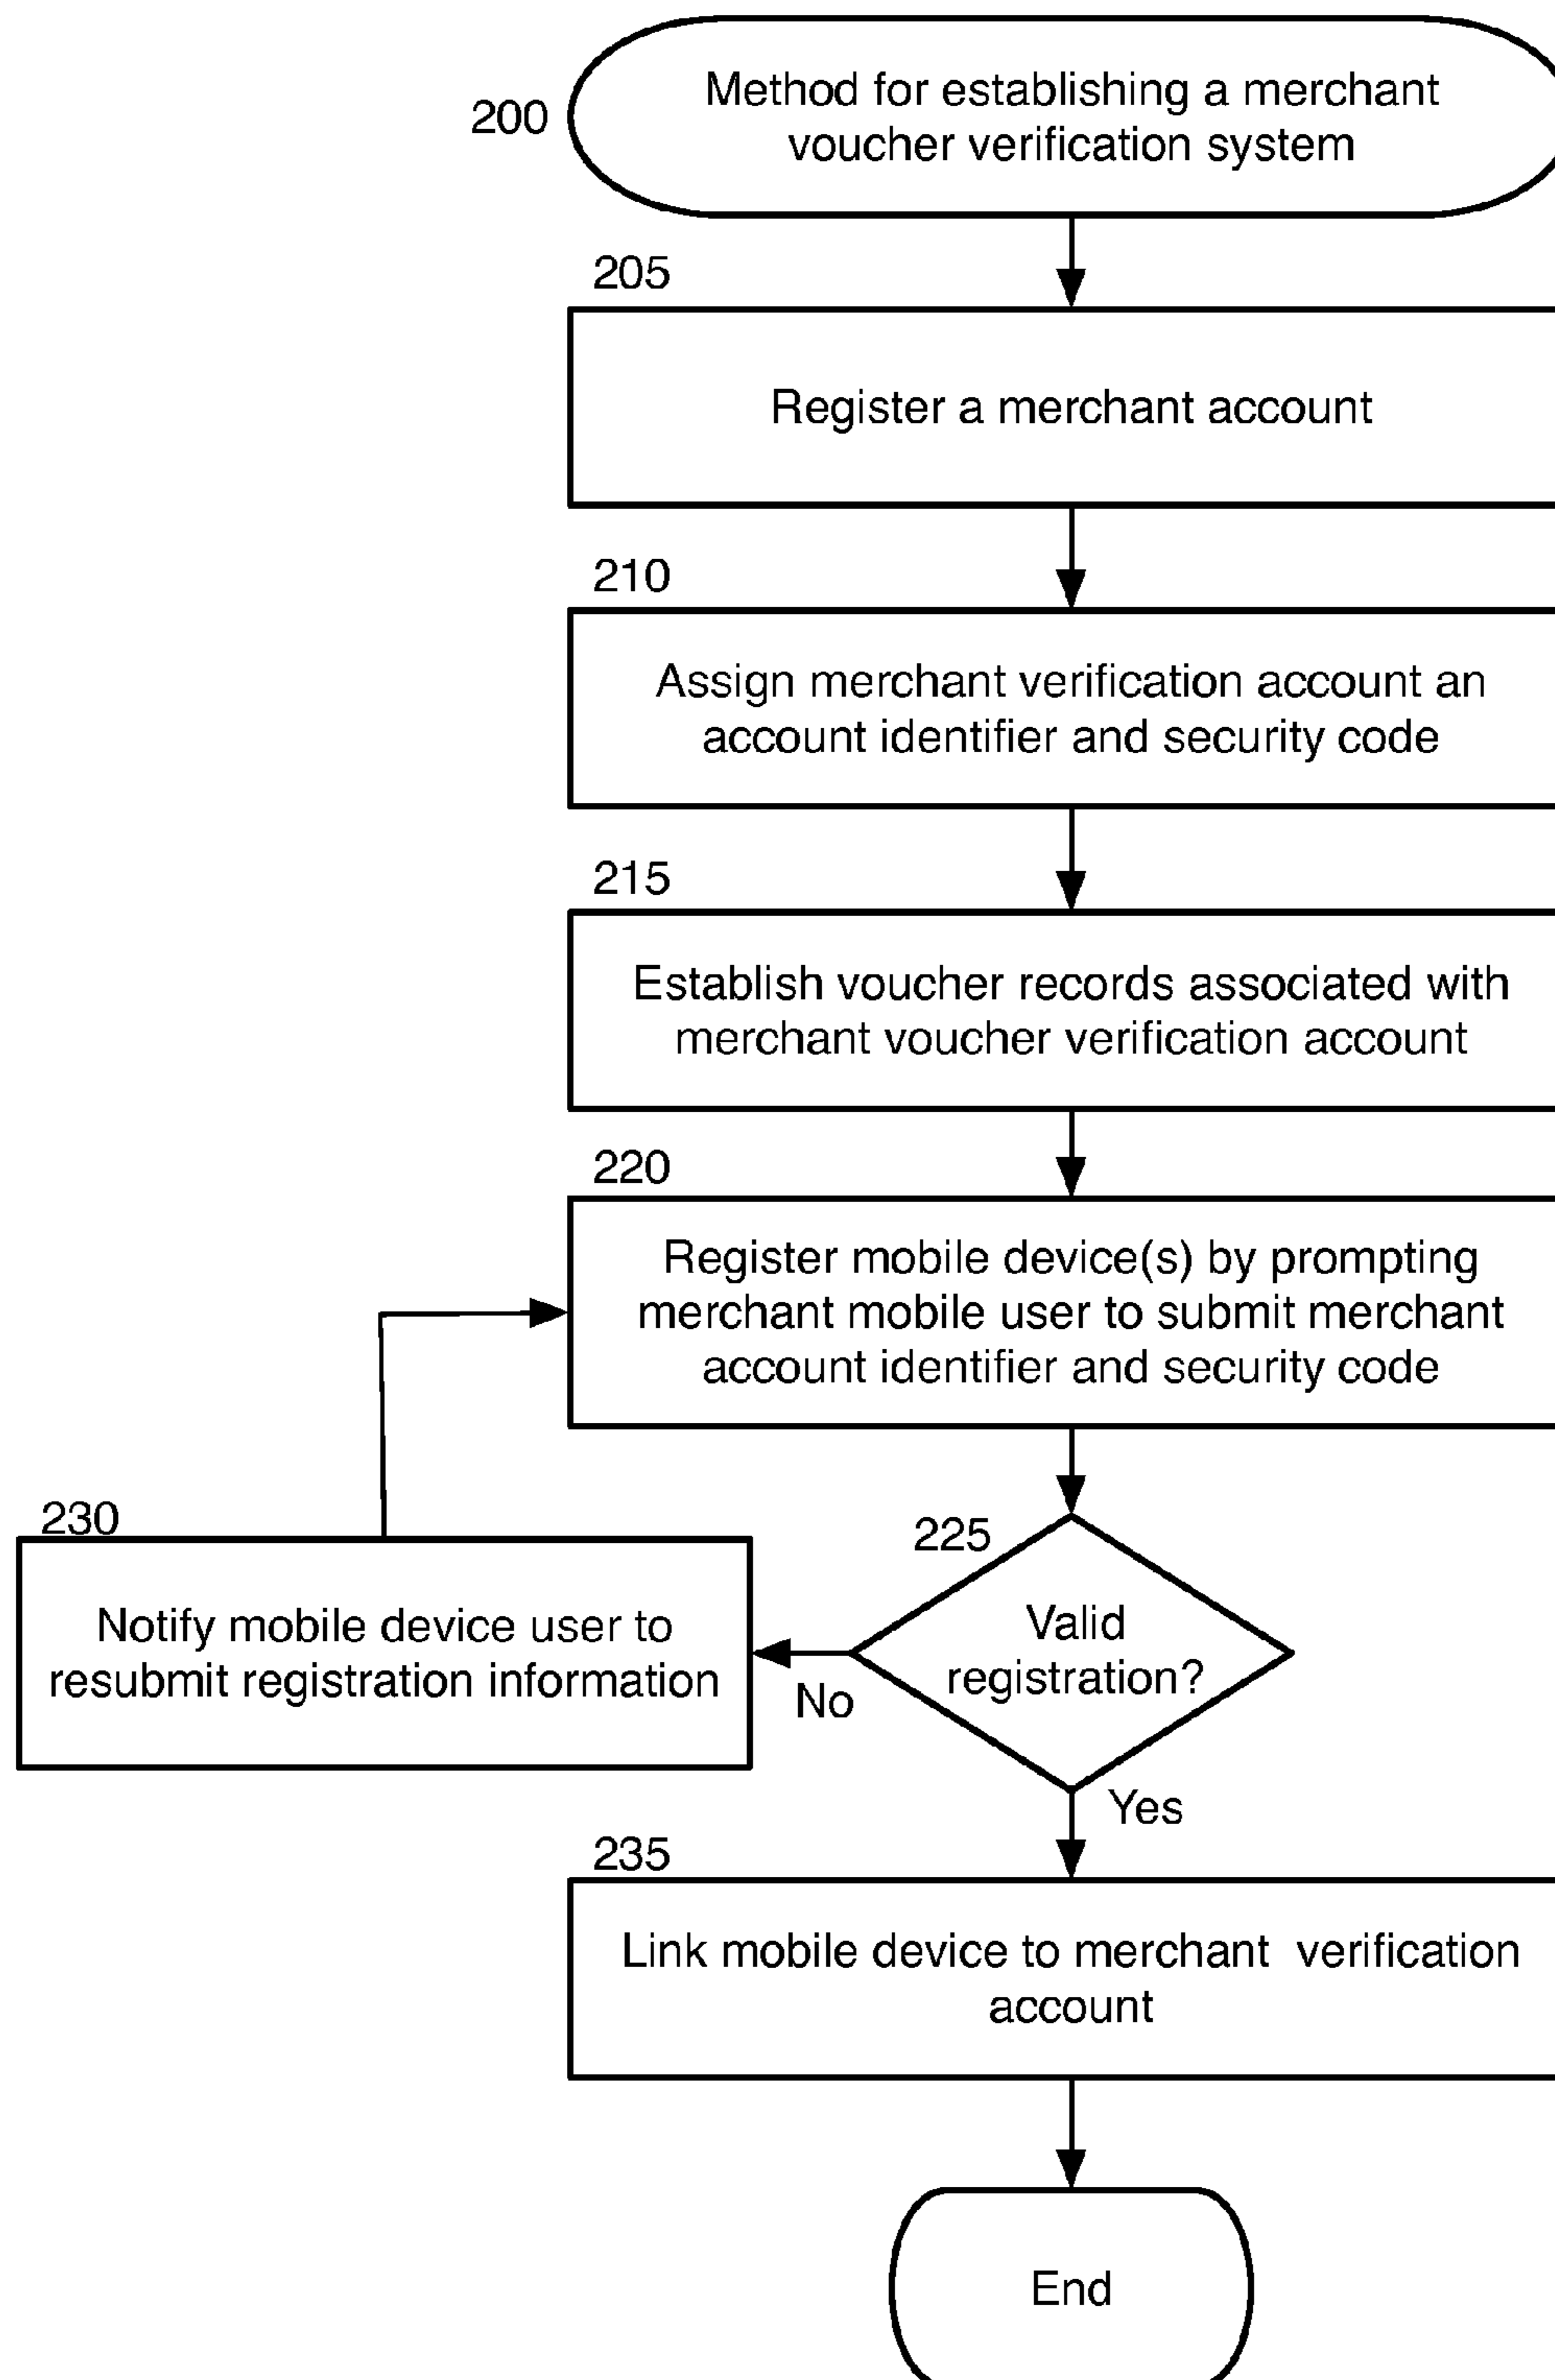 200
Method for establishing a merchant
voucher verification system
205
Register a merchant account
210
Assign merchant verification account an
account identifier and security code
215
Establish voucher records associated with
merchant voucher verification account
220
Register mobile device(s) by prompting
merchant mobile user to submit merchant
account identifier and security code
225
Valid
registration?
No
230
Notify mobile device user to
resubmit registration information
Yes
235
Link mobile device to merchant  verification
account
End